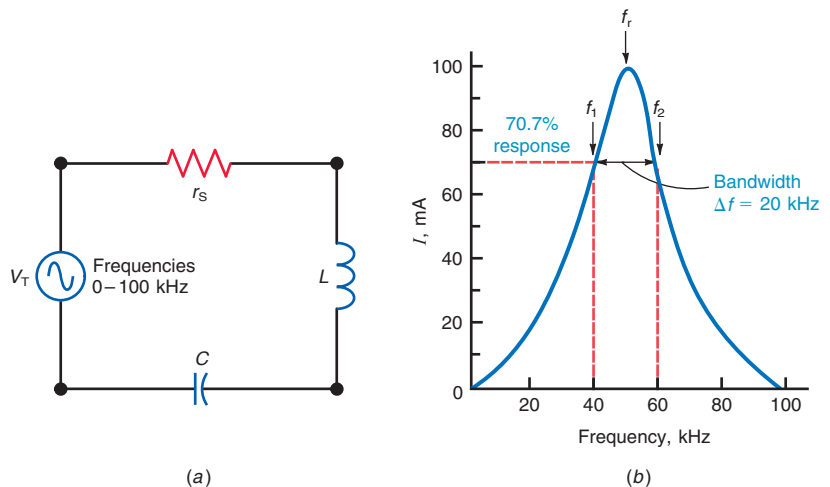 r_S
V_T
Frequencies
0–100 kHz
L
C
(a)
f_r
100
80
60
40
20
0
I, mA
70.7%
response
f_1
f_2
Bandwidth
Δf = 20 kHz
20 40 60 80 100
Frequency, kHz
(b)